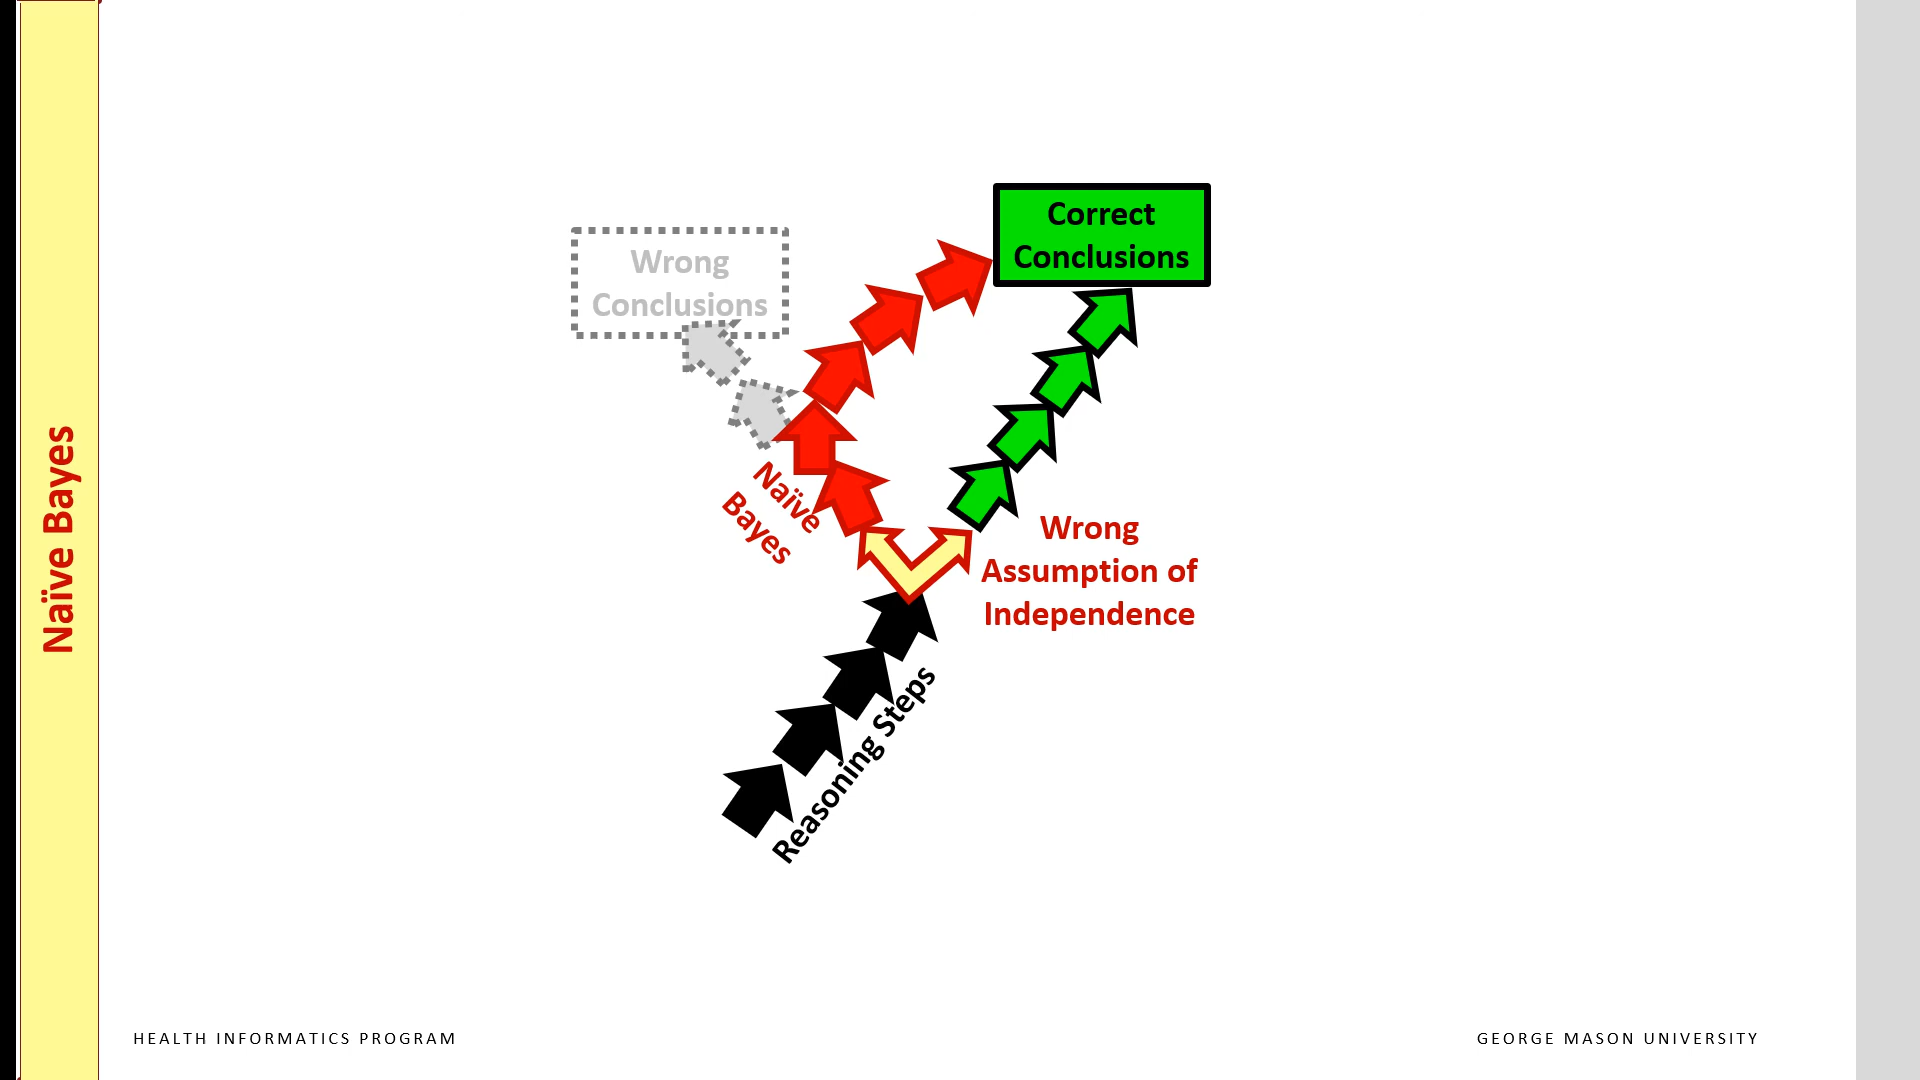 Naïve Bayes
Correct
Conclusions
Wrong
Conclusions
Naïve
Bayes
Wrong
Assumption of
Independence
Reasoning Steps
HEALTH INFORMATICS PROGRAM
GEORGE MASON UNIVERSITY